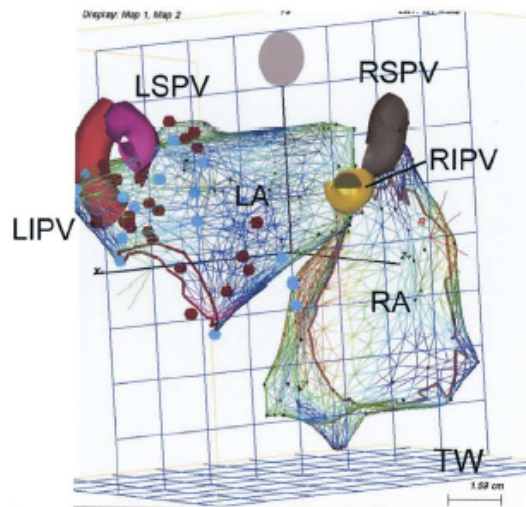 Display: Map 1, Map 2
LSPV
RSPV
RIPV
LA
LIPV
RA
TW
1.59 cm